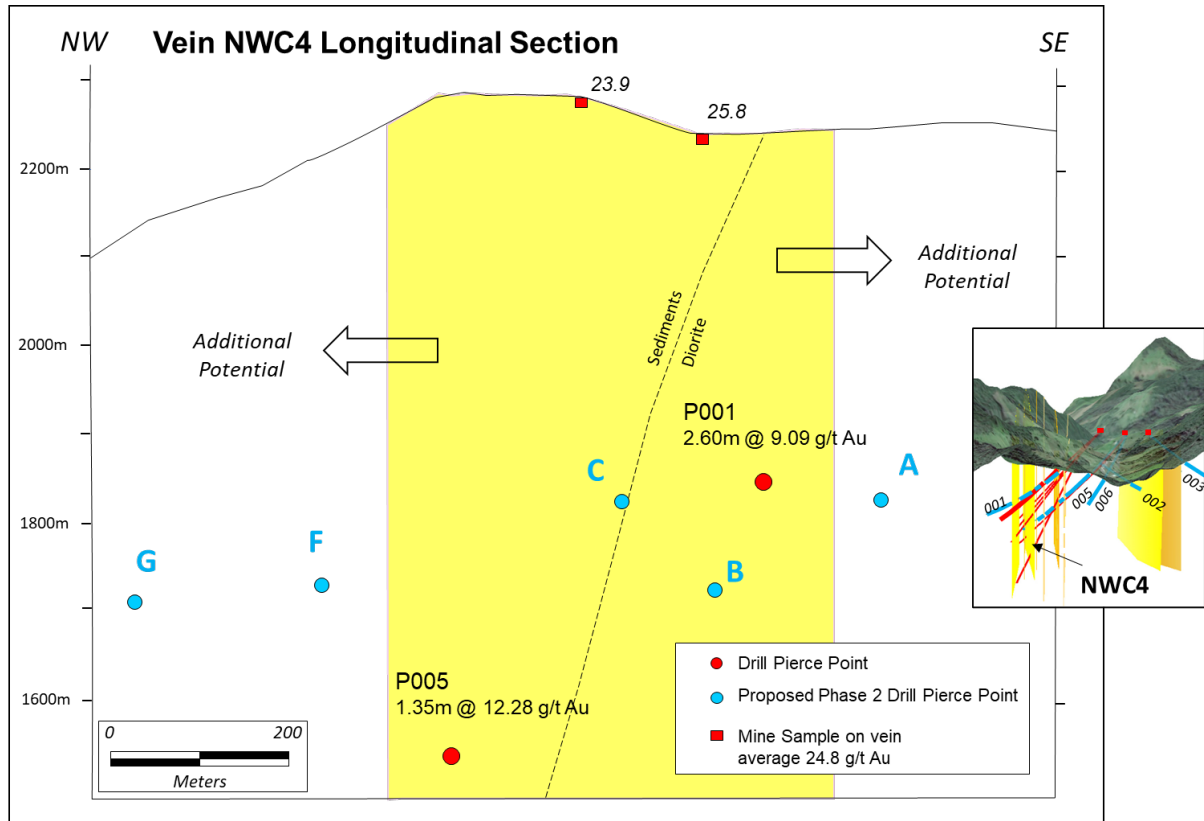 NW
Vein NWC4 Longitudinal Section
SE
23.9
25.8
2200m
Additional
Potential
Sediments
Diorite
2000m
Additional
Potential
P001
2.60m @ 9.09 g/t Au
C
A
1800m
G
F
B
P005
1.35m @ 12.28 g/t Au
1600m
0 200
Meters
Drill Pierce Point
Proposed Phase 2 Drill Pierce Point
Mine Sample on vein
average 24.8 g/t Au
001
005
006
002
003
NWC4